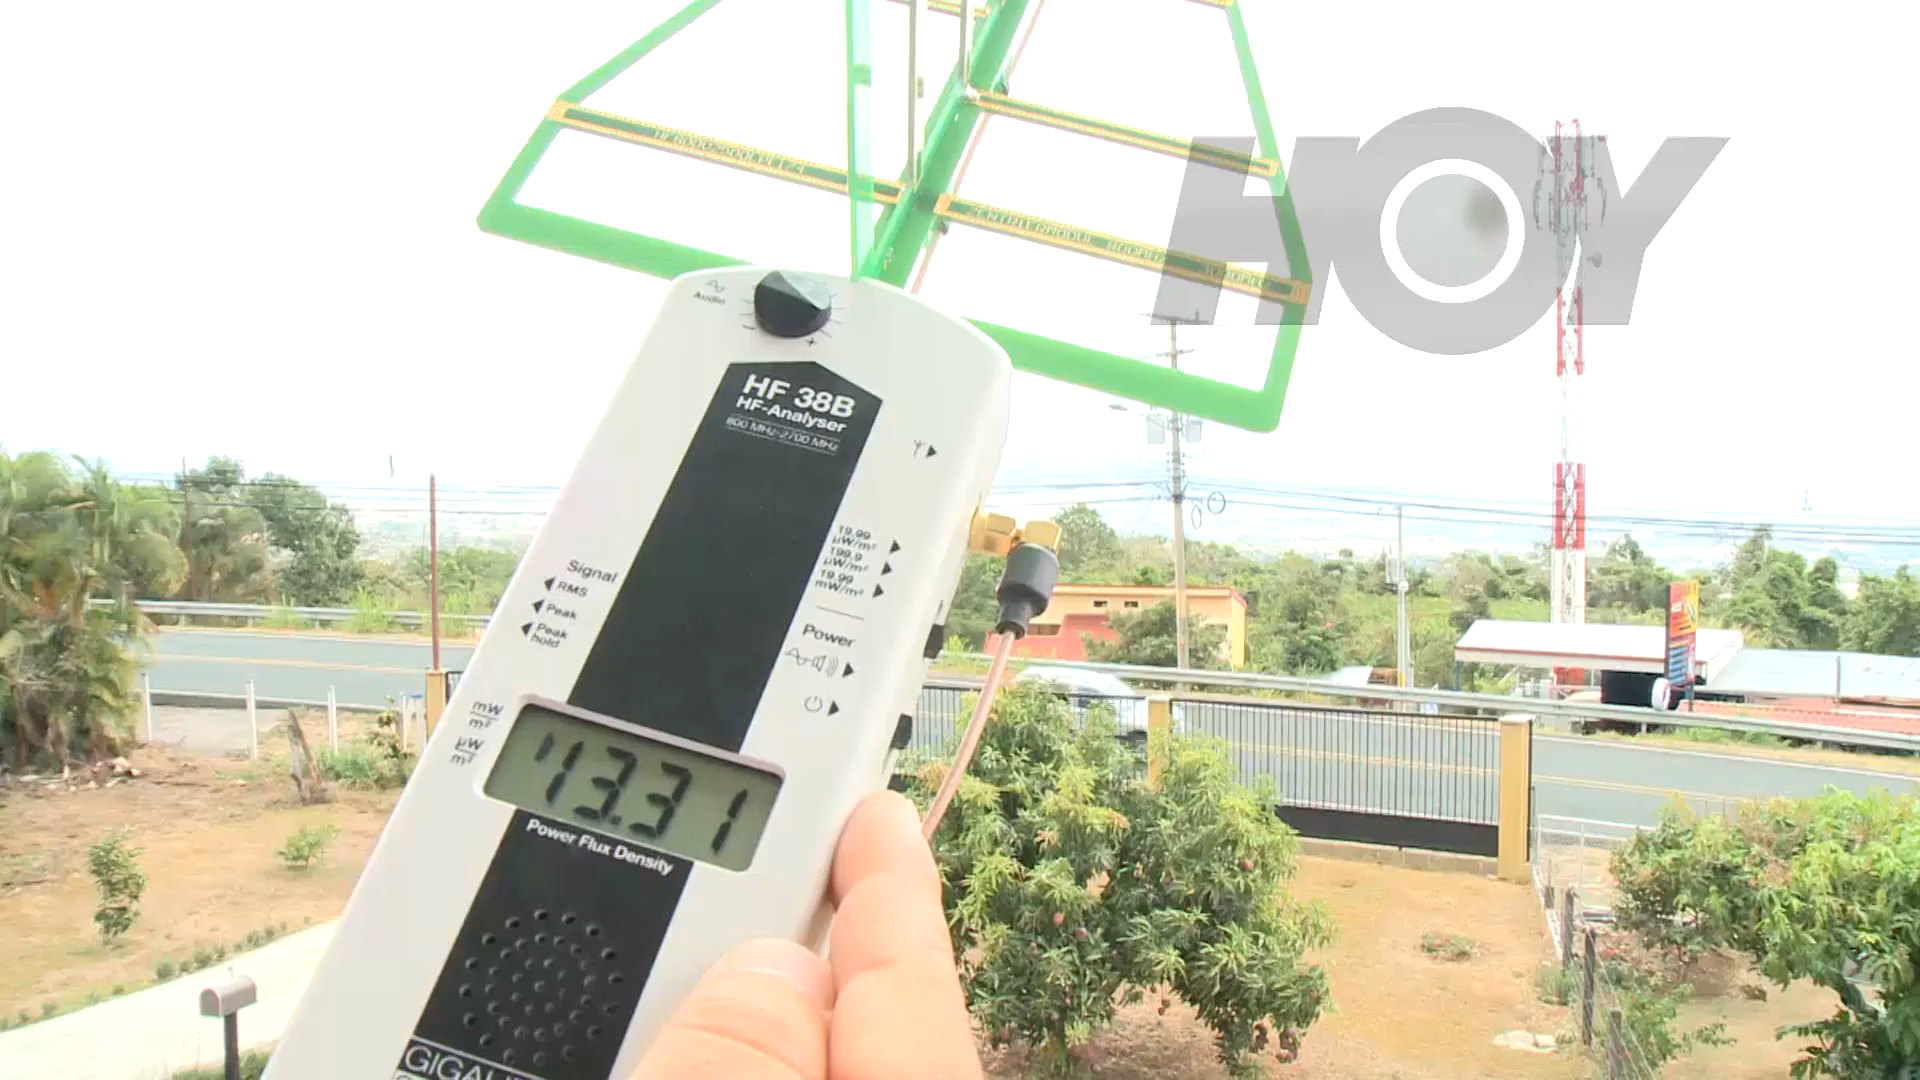 HOY
Audio
- +
HF 38B
HF-Analyser
800 MHz-2700 MHz
19.99
µW/m²
199.9
µW/m²
19.99
mW/m²
Signal
RMS
Peak
Peak
hold
Power
mW
m²
µW
m²
13.31
Power Flux Density